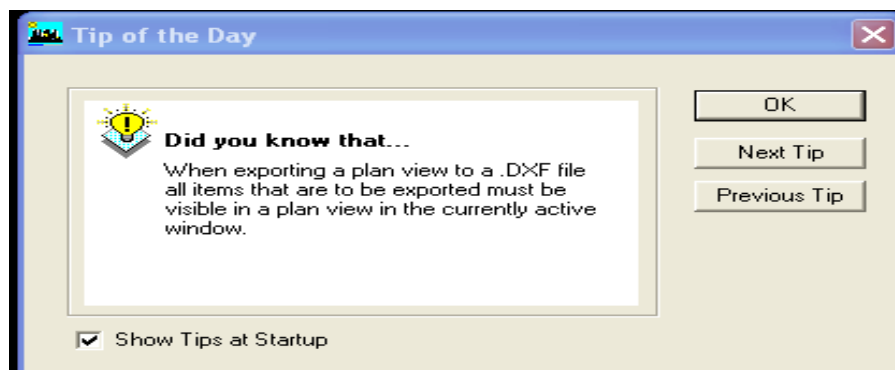 Tip of the Day
Did you know that...
When exporting a plan view to a .DXF file
all items that are to be exported must be
visible in a plan view in the currently active
window.
OK
Next Tip
Previous Tip
Show Tips at Startup